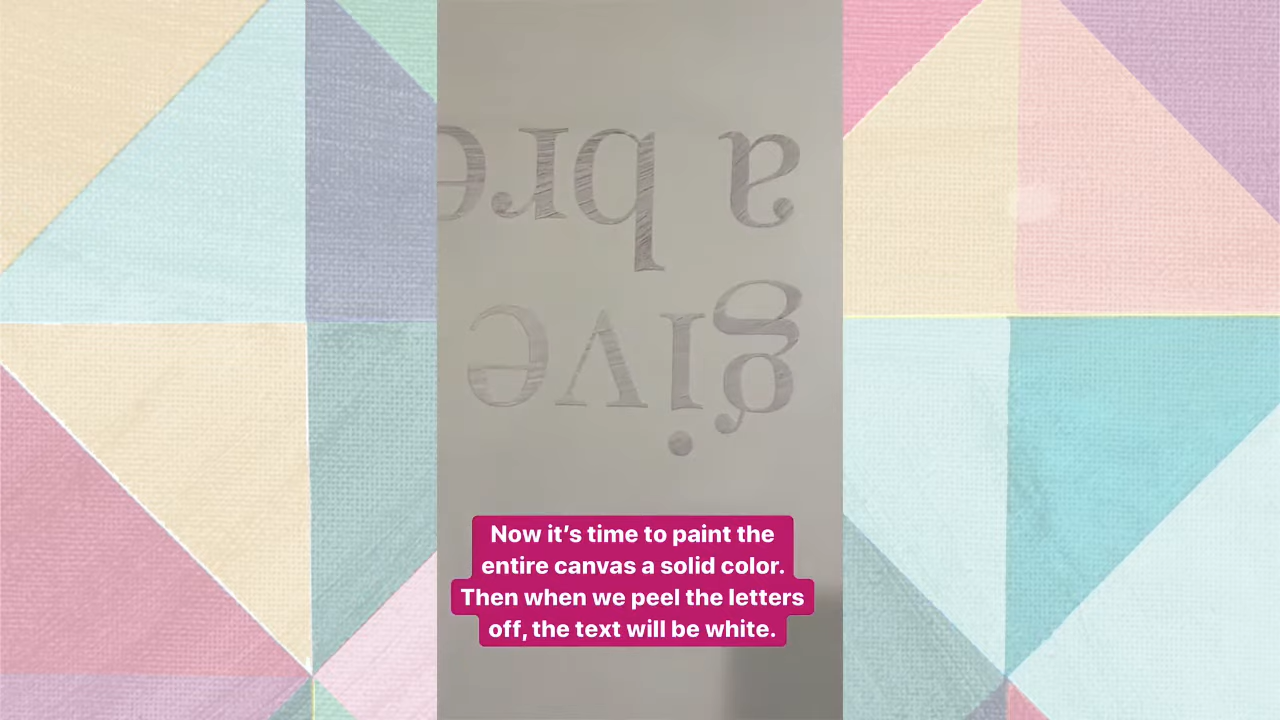 give
a bre
Now it’s time to paint the
entire canvas a solid color.
Then when we peel the letters
off, the text will be white.